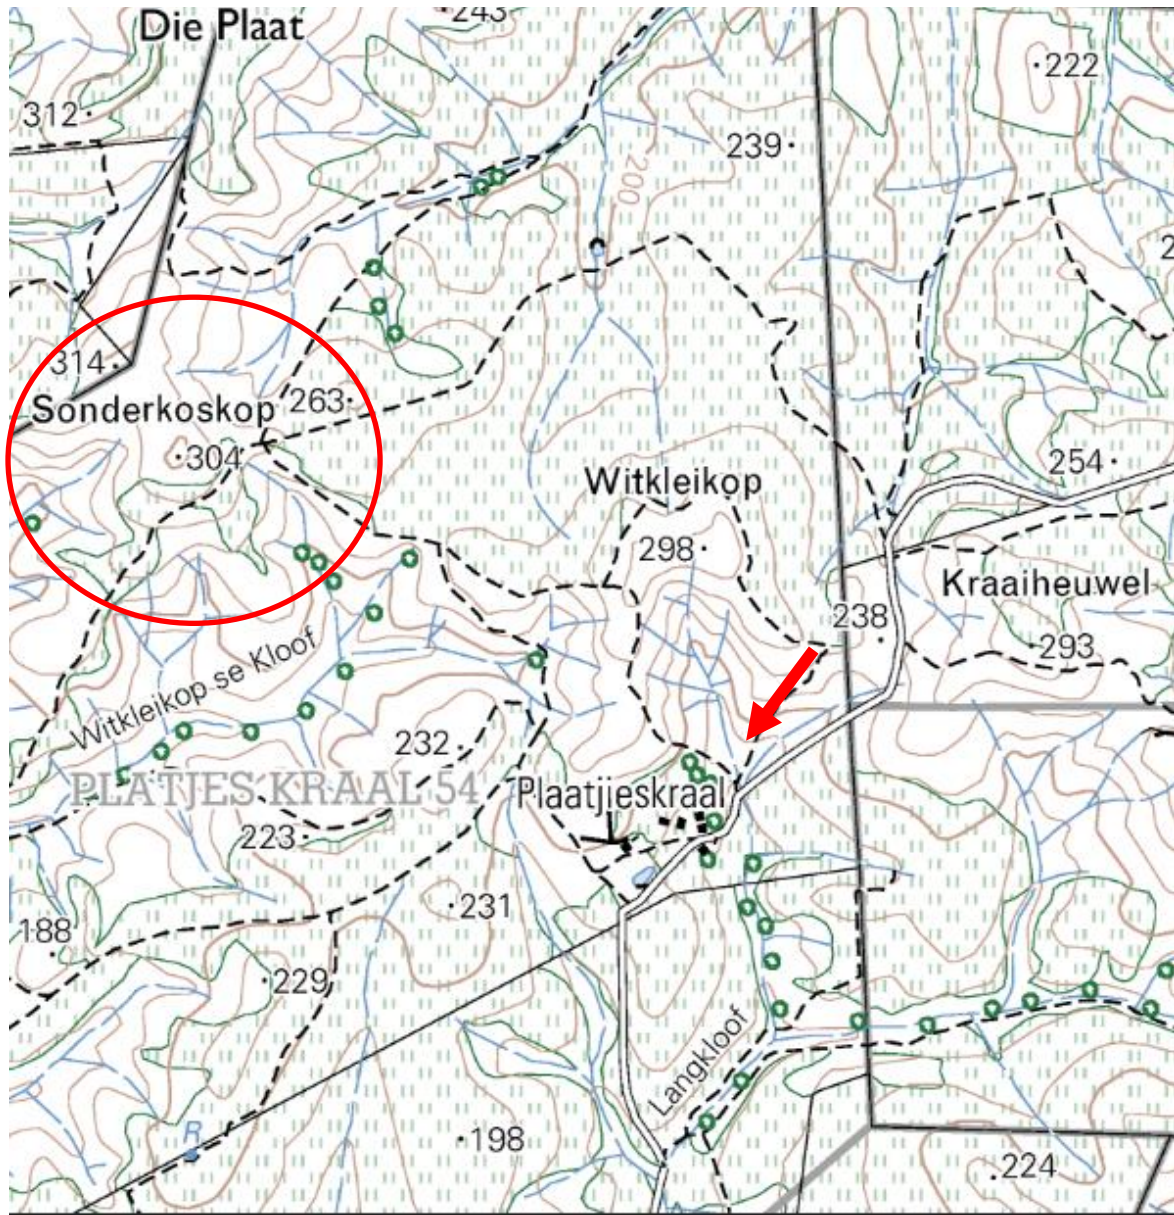 Die Plaat
243
222
312
239
200
314
Sonderkoskop
263
304
254
Witkleikop
298
Kraaiheuwel
238
293
Witkleikop se Kloof
232
PLATJES KRAAL 54
Plaatjieskraal
223
231
188
229
Langkloof
R
198
224